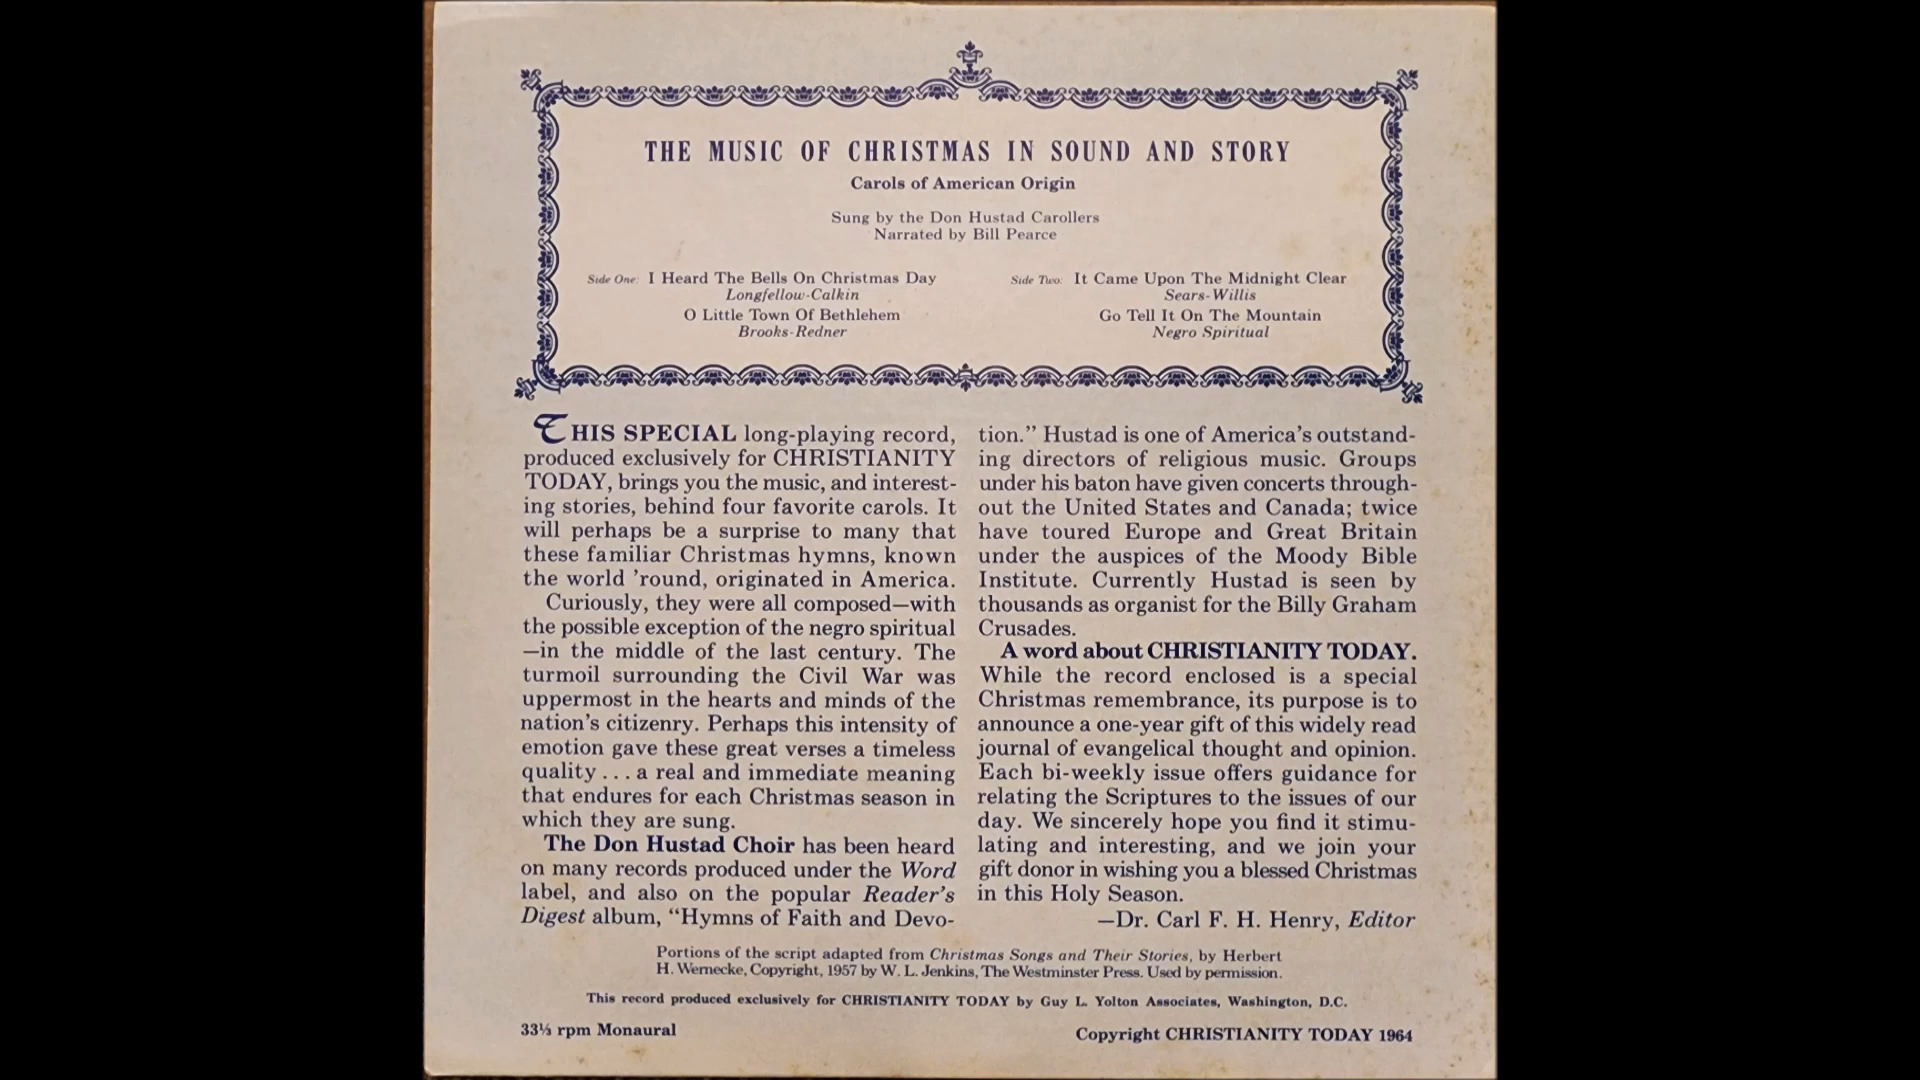 THE MUSIC OF CHRISTMAS IN SOUND AND STORY
Carols of American Origin
Sung by the Don Hustad Carollers
Narrated by Bill Pearce
Side One: I Heard The Bells On Christmas Day
Longfellow-Calkin
O Little Town Of Bethlehem
Brooks-Redner
Side Two: It Came Upon The Midnight Clear
Sears-Willis
Go Tell It On The Mountain
Negro Spiritual
THIS SPECIAL long-playing record,
produced exclusively for CHRISTIANITY
TODAY, brings you the music, and interest-
ing stories, behind four favorite carols. It
will perhaps be a surprise to many that
these familiar Christmas hymns, known
the world ’round, originated in America.
Curiously, they were all composed—with
the possible exception of the negro spiritual
—in the middle of the last century. The
turmoil surrounding the Civil War was
uppermost in the hearts and minds of the
nation’s citizenry. Perhaps this intensity of
emotion gave these great verses a timeless
quality . . . a real and immediate meaning
that endures for each Christmas season in
which they are sung.
The Don Hustad Choir has been heard
on many records produced under the Word
label, and also on the popular Reader’s
Digest album, “Hymns of Faith and Devo-
tion.” Hustad is one of America’s outstand-
ing directors of religious music. Groups
under his baton have given concerts through-
out the United States and Canada; twice
have toured Europe and Great Britain
under the auspices of the Moody Bible
Institute. Currently Hustad is seen by
thousands as organist for the Billy Graham
Crusades.
A word about CHRISTIANITY TODAY.
While the record enclosed is a special
Christmas remembrance, its purpose is to
announce a one-year gift of this widely read
journal of evangelical thought and opinion.
Each bi-weekly issue offers guidance for
relating the Scriptures to the issues of our
day. We sincerely hope you find it stimu-
lating and interesting, and we join your
gift donor in wishing you a blessed Christmas
in this Holy Season.
—Dr. Carl F. H. Henry, Editor
Portions of the script adapted from Christmas Songs and Their Stories, by Herbert
H. Wernecke, Copyright, 1957 by W. L. Jenkins, The Westminster Press. Used by permission.
This record produced exclusively for CHRISTIANITY TODAY by Guy L. Yolton Associates, Washington, D.C.
33⅓ rpm Monaural
Copyright CHRISTIANITY TODAY 1964